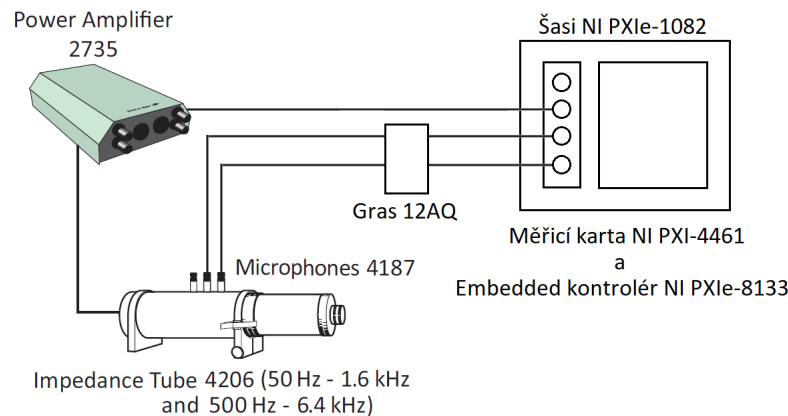 Power Amplifier
2735
Šasi NI PXIe-1082
Gras 12AQ
Měřicí karta NI PXI-4461
a
Embedded kontrolér NI PXIe-8133
Microphones 4187
Impedance Tube 4206 (50 Hz - 1.6 kHz
and 500 Hz - 6.4 kHz)